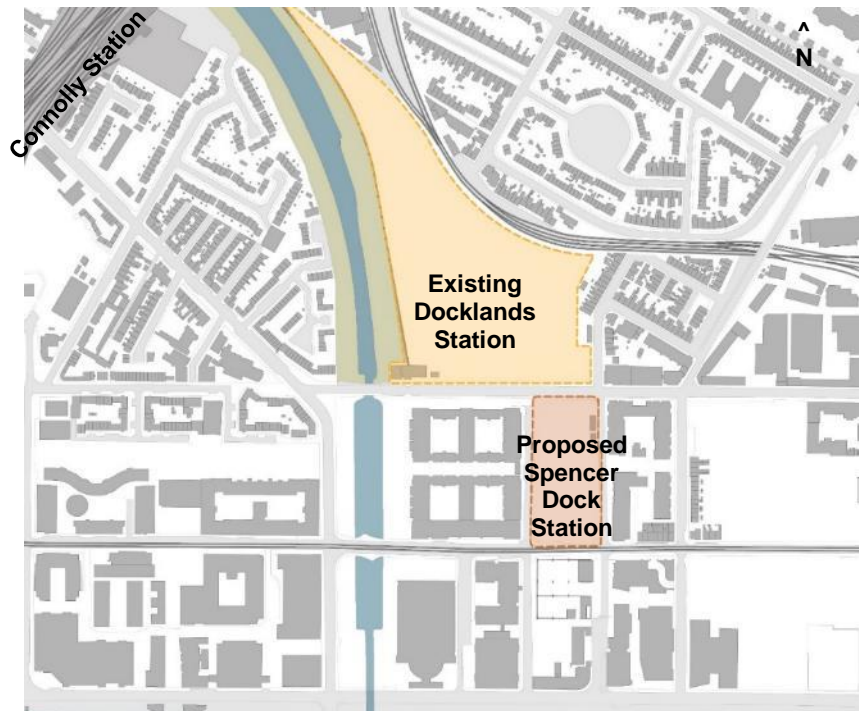 Connolly Station
^
N
Existing
Docklands
Station
Proposed
Spencer
Dock
Station